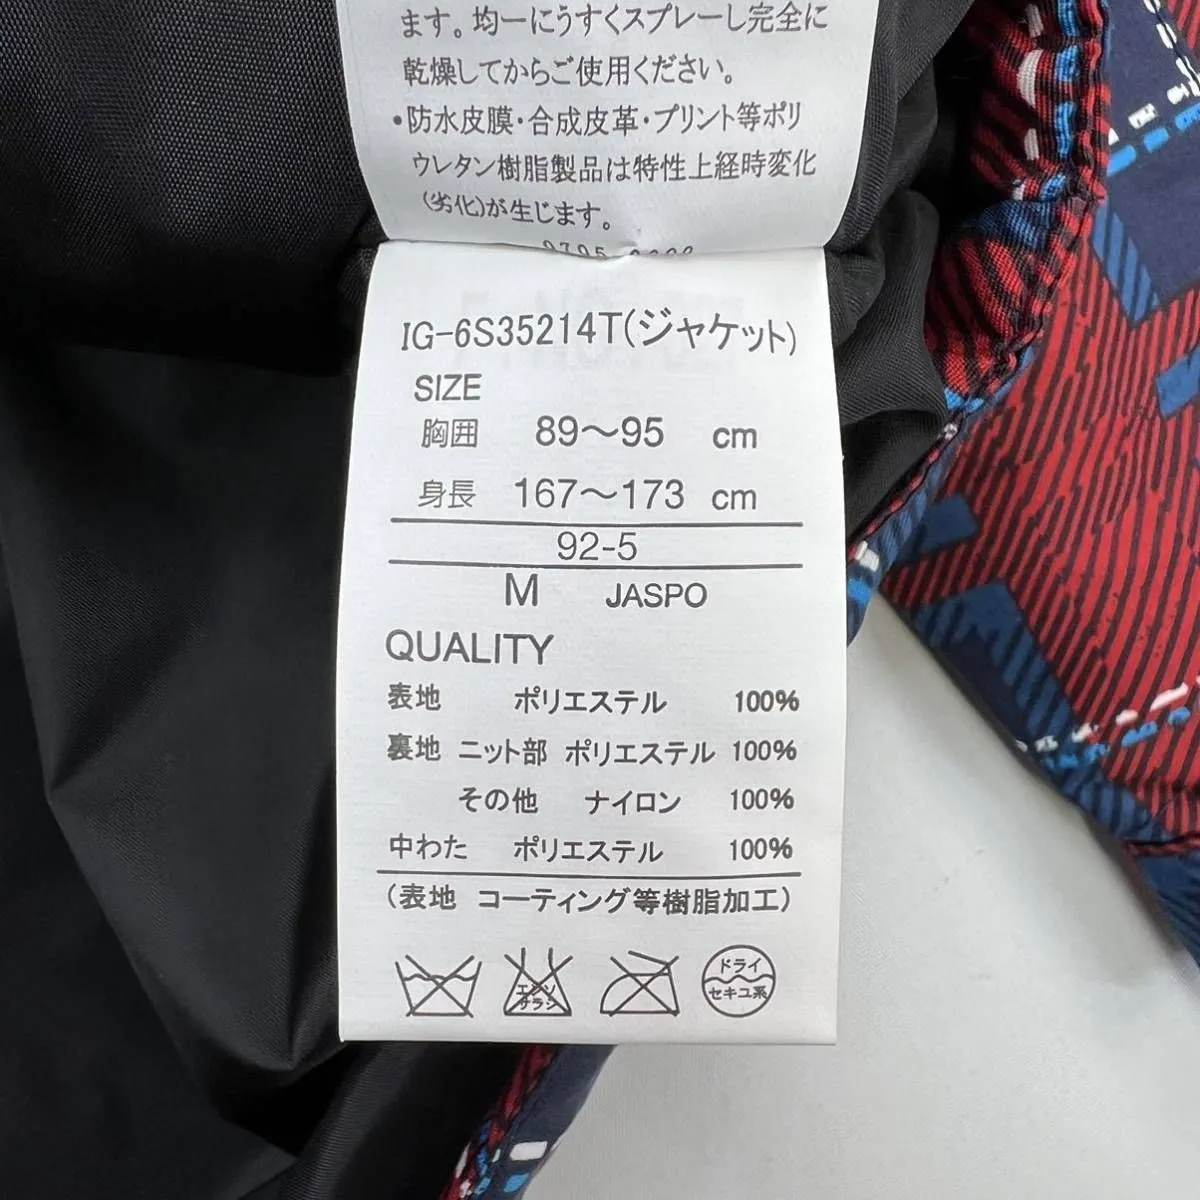 ます。均一にうすくスプレーし完全に
乾燥してからご使用ください。
・防水皮膜・合成皮革・プリント等ポリ
ウレタン樹脂製品は特性上経時変化
(劣化)が生じます。
IG-6S35214T(ジャケット)
SIZE
胸囲 89～95 cm
身長 167～173 cm
92-5
M JASPO
QUALITY
表地 ポリエステル 100%
裏地 ニット部 ポリエステル 100%
その他 ナイロン 100%
中わた ポリエステル 100%
(表地 コーティング等樹脂加工)
エンソ
サラシ
ドライ
セキユ系